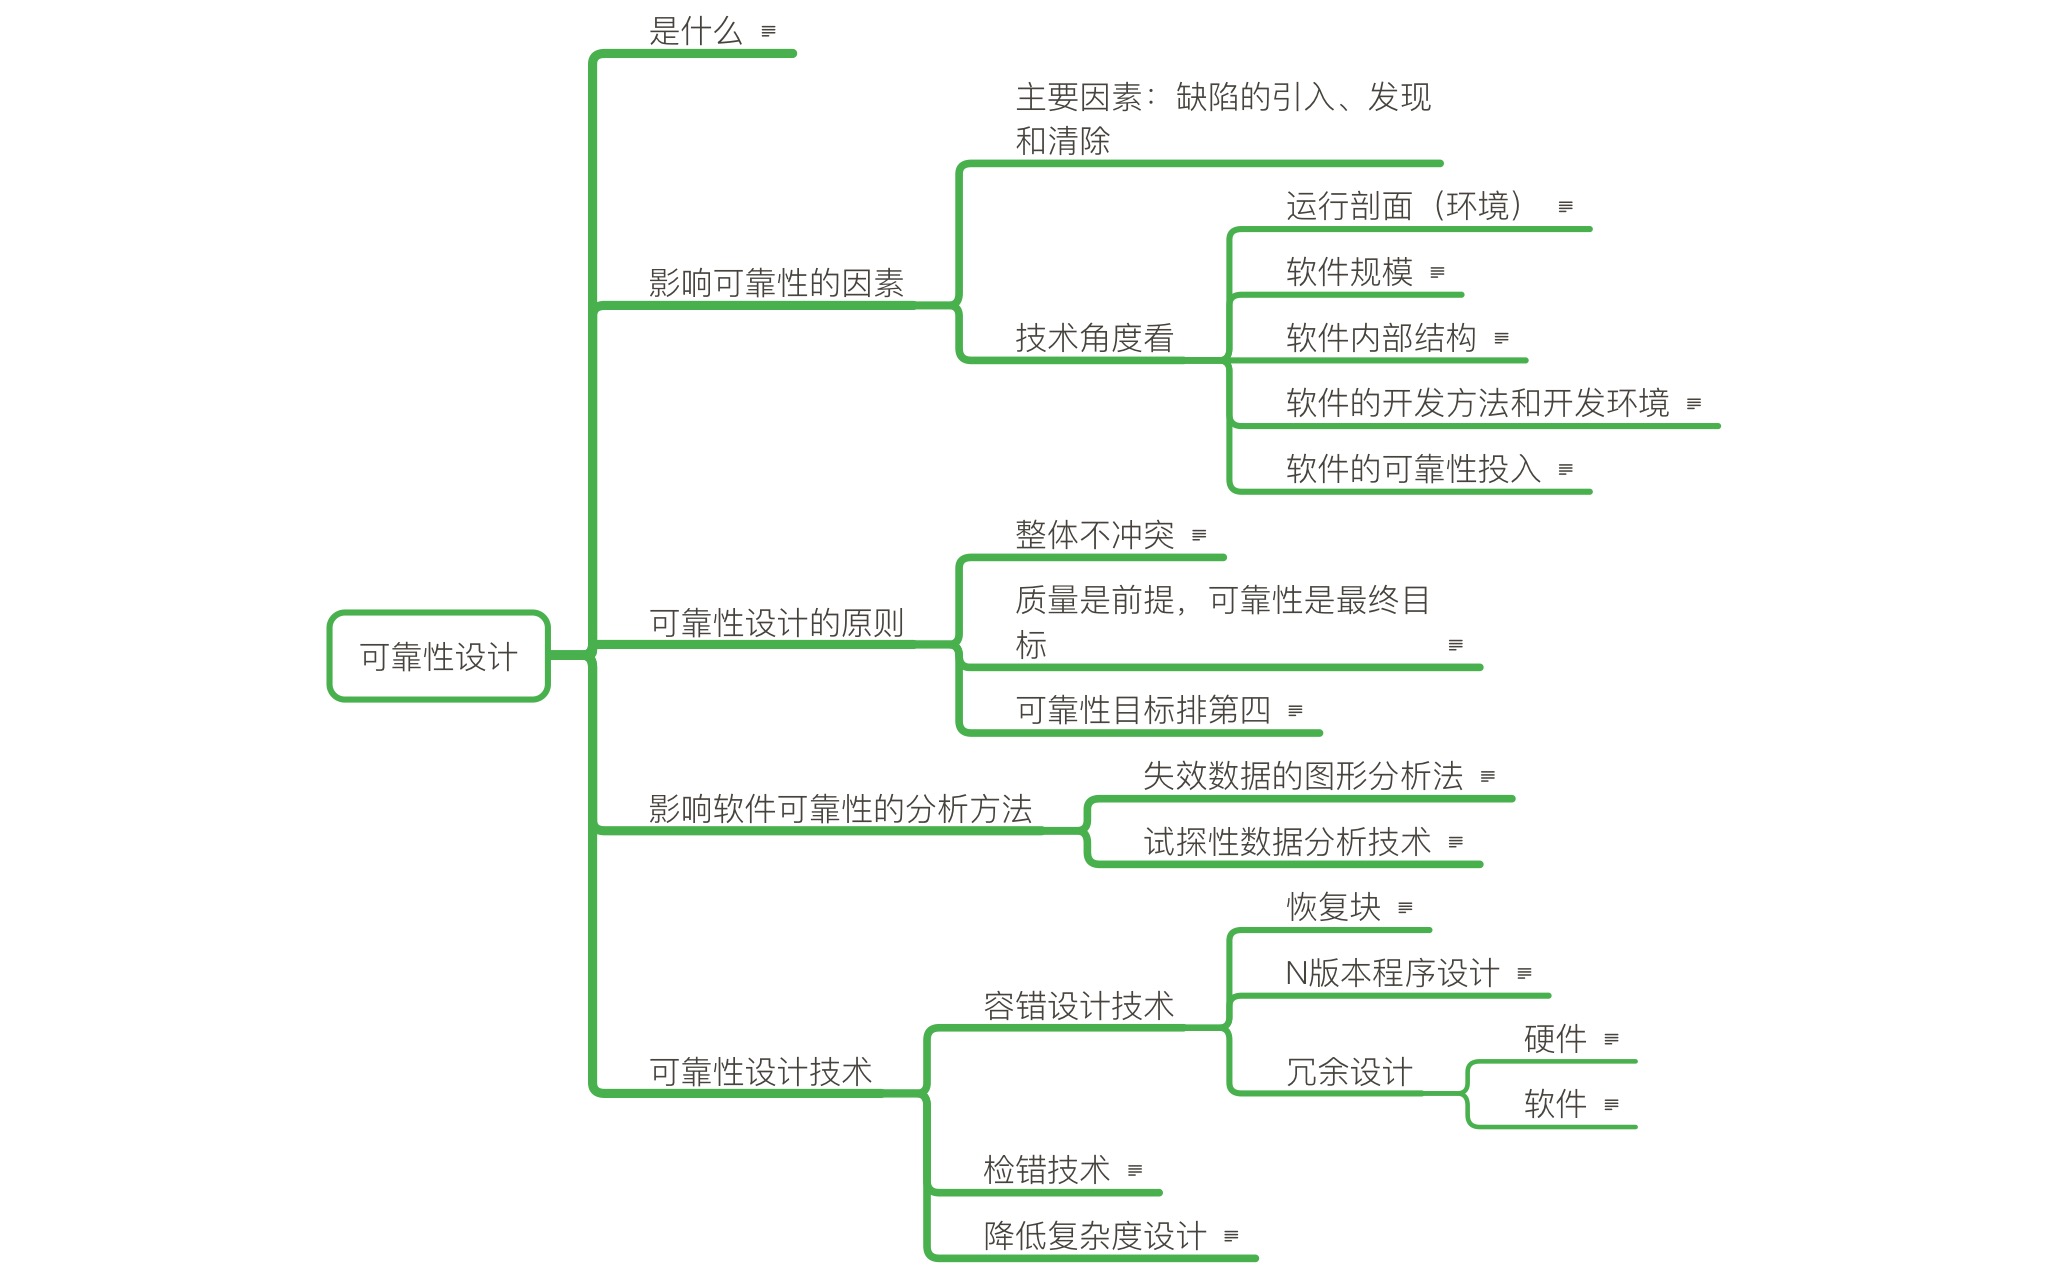 是什么
主要因素：缺陷的引入、发现
和清除
运行剖面（环境）
软件规模
影响可靠性的因素
技术角度看
软件内部结构
软件的开发方法和开发环境
软件的可靠性投入
整体不冲突
质量是前提，可靠性是最终目
标
可靠性设计的原则
可靠性设计
可靠性目标排第四
失效数据的图形分析法
影响软件可靠性的分析方法
试探性数据分析技术
恢复块
N版本程序设计
容错设计技术
硬件
可靠性设计技术
冗余设计
软件
检错技术
降低复杂度设计